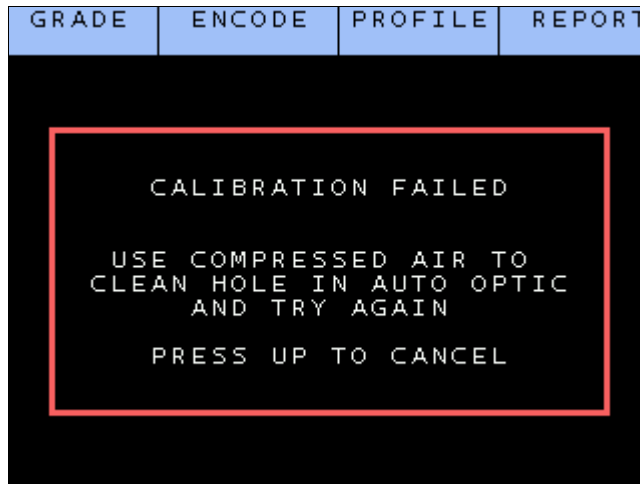 GRADE ENCODE PROFILE REPORT
CALIBRATION FAILED
USE COMPRESSED AIR TO
CLEAN HOLE IN AUTO OPTIC
AND TRY AGAIN
PRESS UP TO CANCEL